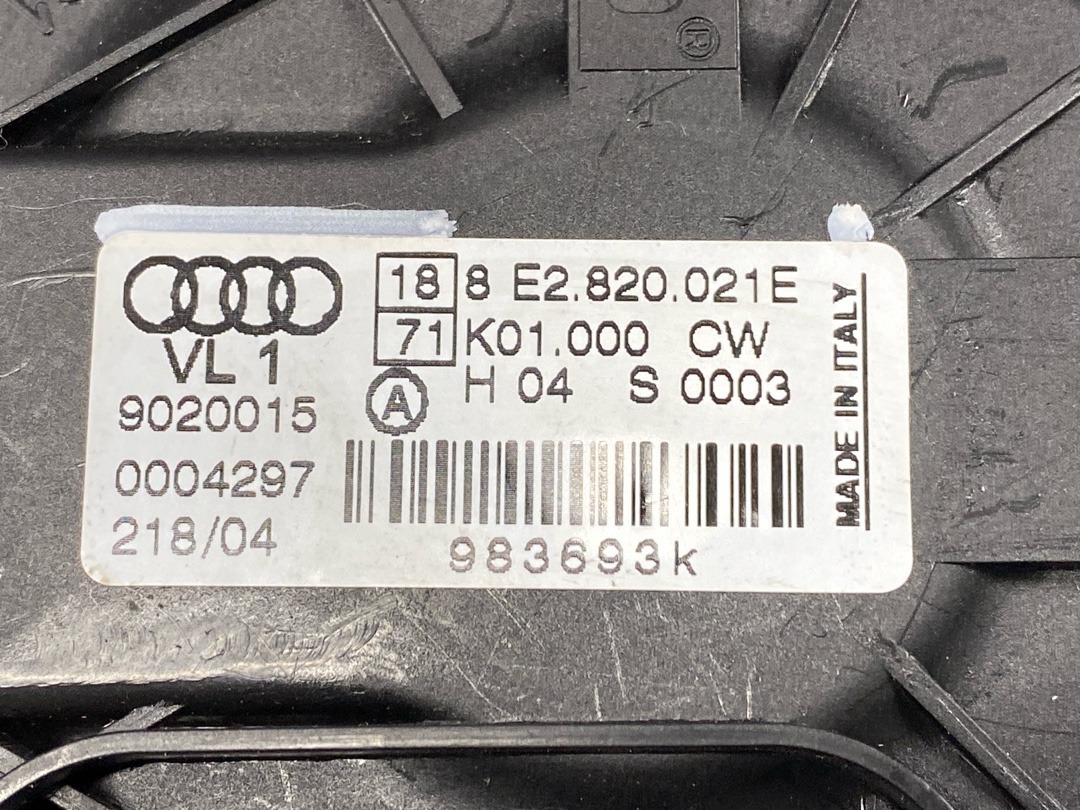 ®
18 8 E2.820.021E
71 K01.000 CW
VL 1
A H 04 S 0003
9020015
0004297
218/04
983693k
MADE IN ITALY